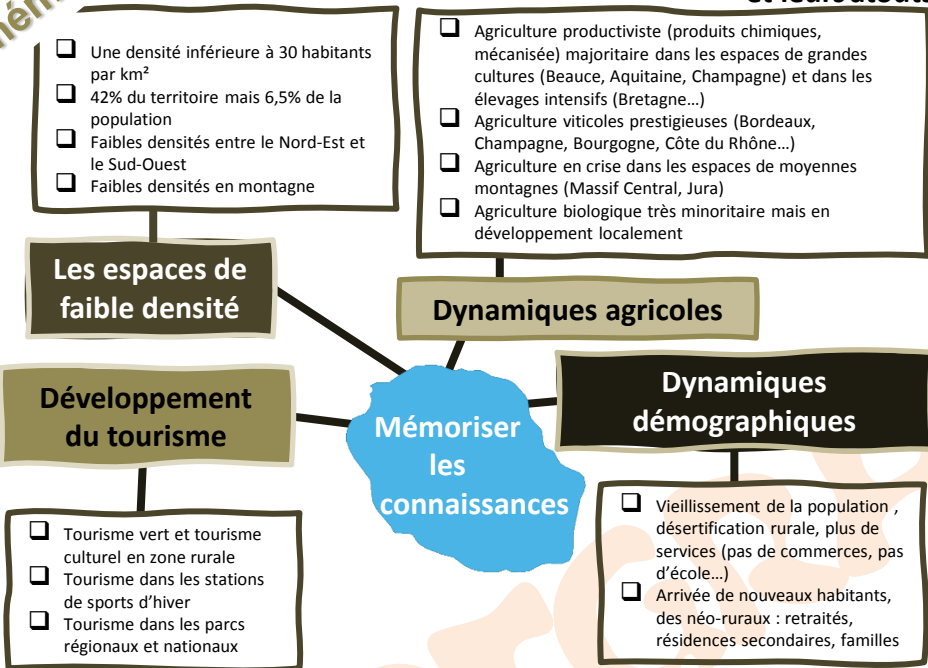 et leurs atouts
❑ Une densité inférieure à 30 habitants
par km²
❑ 42% du territoire mais 6,5% de la
population
❑ Faibles densités entre le Nord-Est et
le Sud-Ouest
❑ Faibles densités en montagne
Les espaces de
faible densité
❑ Agriculture productiviste (produits chimiques,
mécanisée) majoritaire dans les espaces de grandes
cultures (Beauce, Aquitaine, Champagne) et dans les
élevages intensifs (Bretagne…)
❑ Agriculture viticoles prestigieuses (Bordeaux,
Champagne, Bourgogne, Côte du Rhône…)
❑ Agriculture en crise dans les espaces de moyennes
montagnes (Massif Central, Jura)
❑ Agriculture biologique très minoritaire mais en
développement localement
Dynamiques agricoles
Développement
du tourisme
Mémoriser
les
connaissances
Dynamiques
démographiques
❑ Tourisme vert et tourisme
culturel en zone rurale
❑ Tourisme dans les stations
de sports d'hiver
❑ Tourisme dans les parcs
régionaux et nationaux
❑ Vieillissement de la population ,
désertification rurale, plus de
services (pas de commerces, pas
d'école…)
❑ Arrivée de nouveaux habitants,
des néo-ruraux : retraités,
résidences secondaires, familles